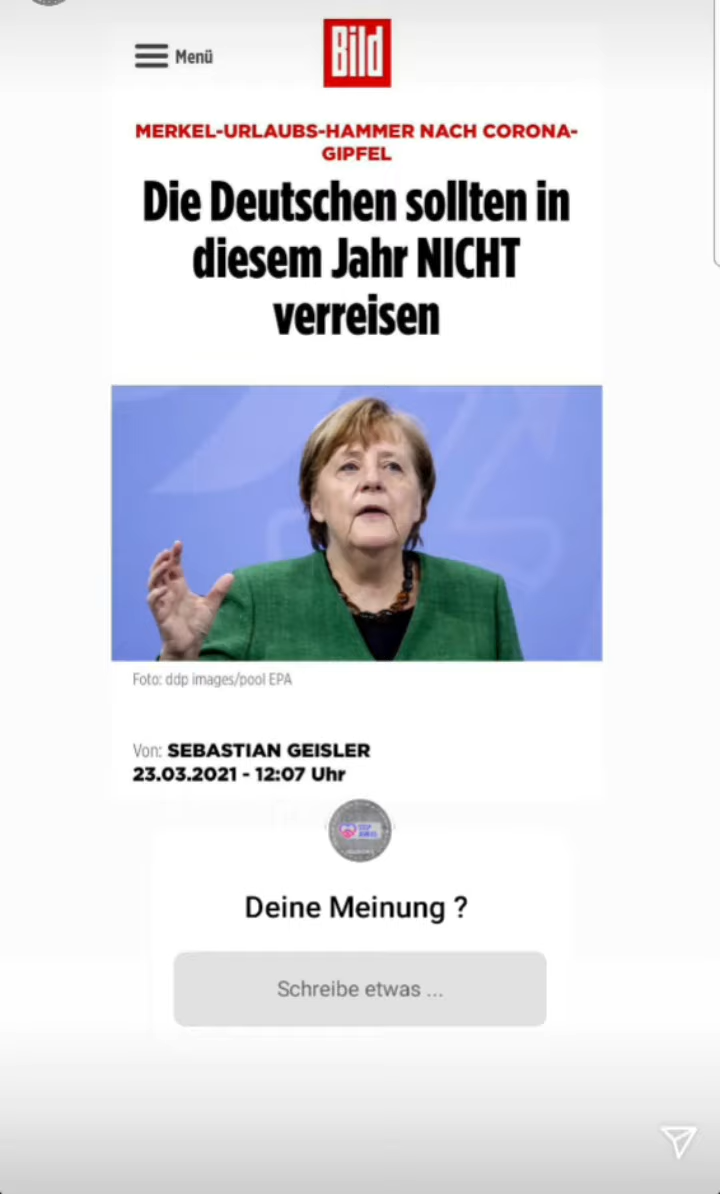 Menü
Bild
MERKEL-URLAUBS-HAMMER NACH CORONA-
GIPFEL
Die Deutschen sollten in
diesem Jahr NICHT
verreisen
Foto: ddp images/pool EPA
Von: SEBASTIAN GEISLER
23.03.2021 - 12:07 Uhr
Deine Meinung ?
Schreibe etwas ...